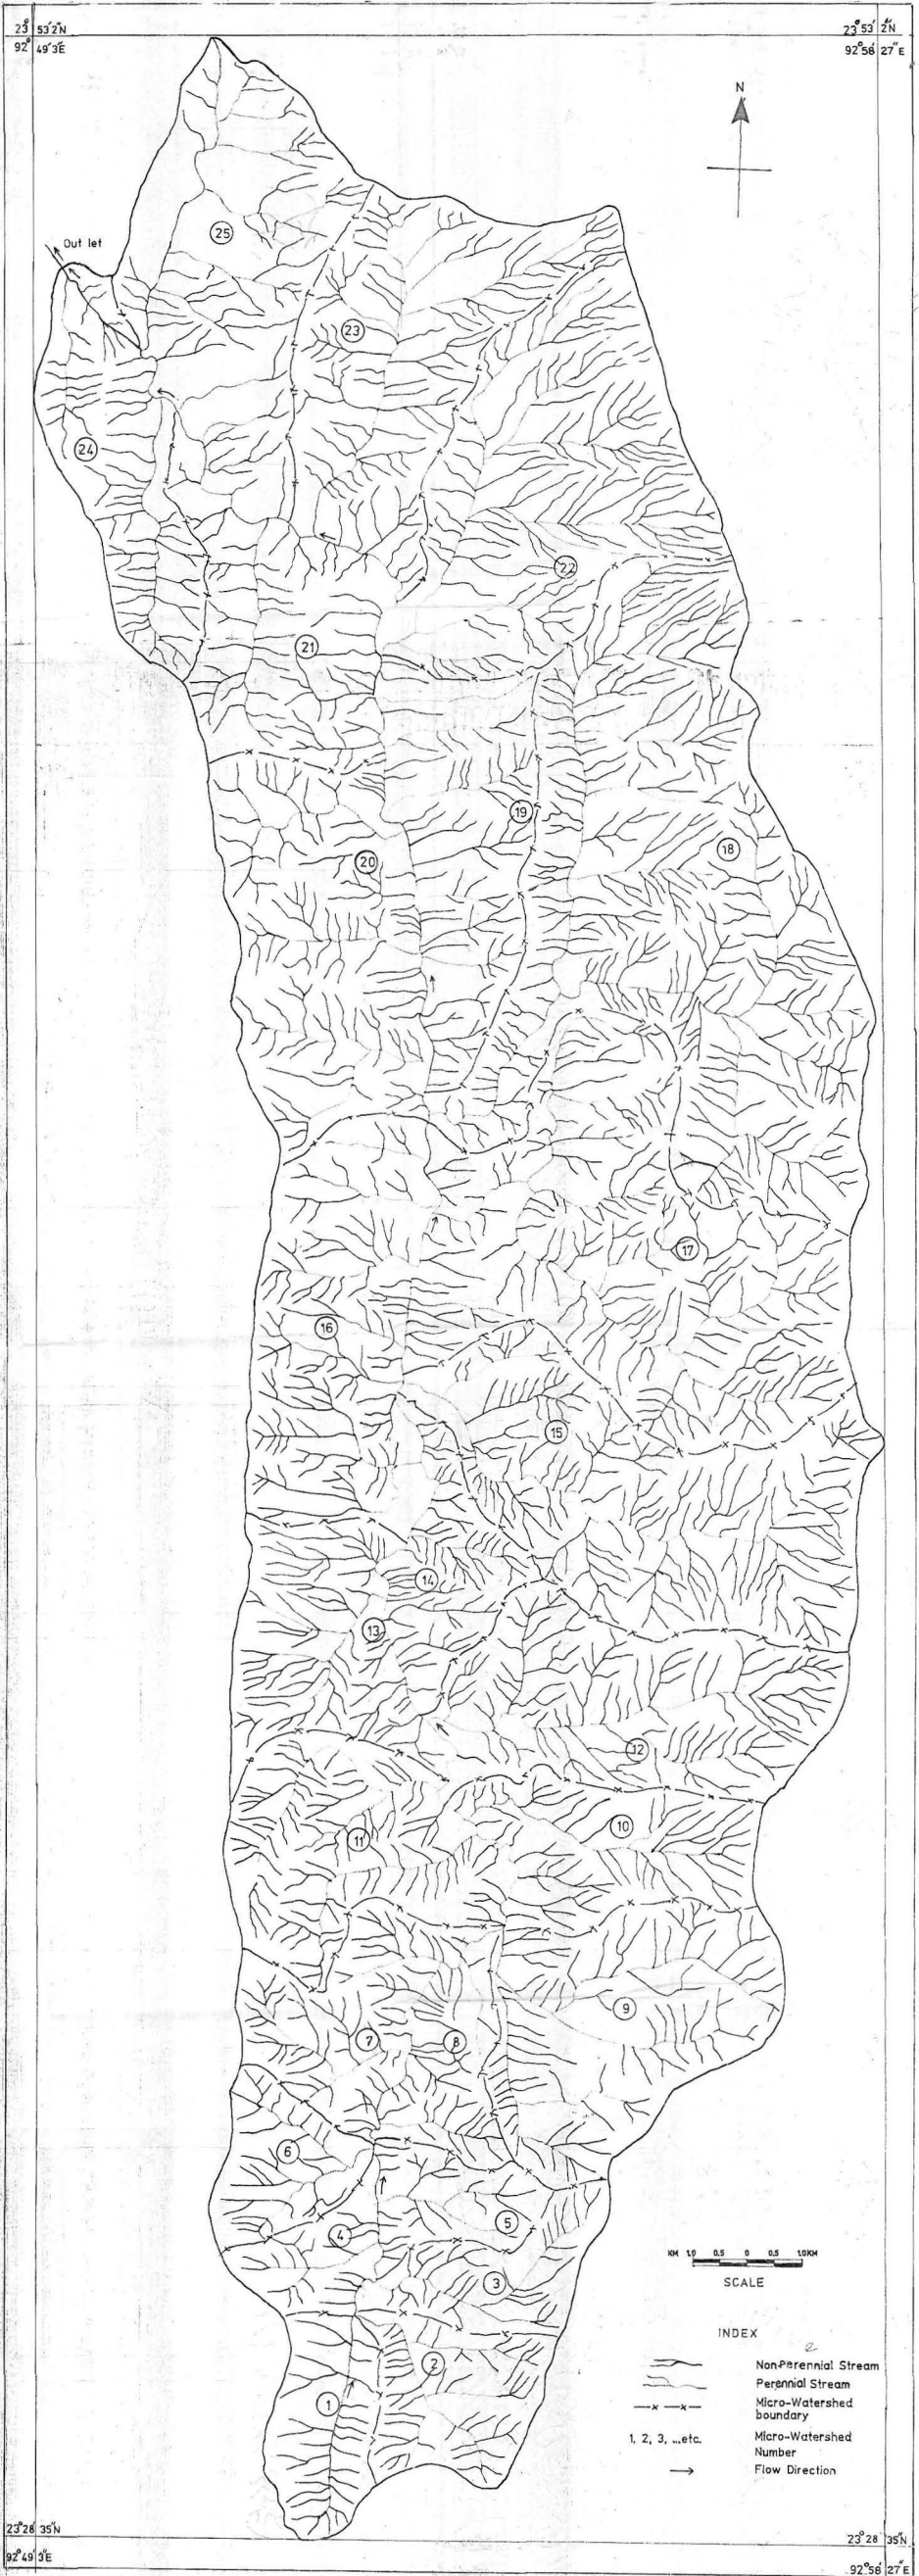 23° 53' 2"N
92° 49' 3"E
23° 53' 2"N
92° 56' 27"E
N
Out let
25
23
24
22
21
19
18
20
17
16
15
14
13
12
10
11
9
7
8
6
5
4
3
2
1
KM 1.0 0.5 0 0.5 1.0KM
SCALE
INDEX
e
Non-Perennial Stream
Perennial Stream
Micro-Watershed
boundary
1, 2, 3, ...etc. Micro-Watershed
Number
Flow Direction
23° 28' 35"N
92° 49' 3"E
23° 28' 35"N
92° 56' 27"E